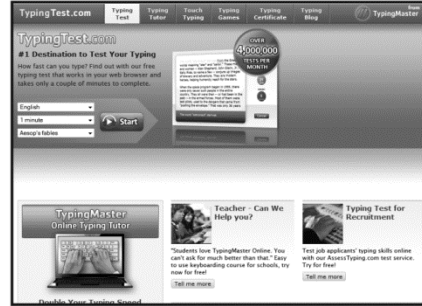 TypingTest.com
Typing Test
Typing Tutor
Touch Typing
Typing Games
Typing Certificate
Typing Blog
from
TypingMaster
TypingTest.com
#1 Destination to Test Your Typing
How fast can you type? Find out with our free
typing test that works in your web browser and
takes only a couple of minutes to complete.
English
1 minute
Aesop's fables
Start
OVER
4,000,000
TESTS PER
MONTH
TypingMaster
Online Typing Tutor
Double Your Typing Speed
Teacher - Can We
Help you?
"Students love TypingMaster Online. You
can't ask for much better than that." Easy
to use keyboarding course for schools, try
now for free!
Tell me more
Typing Test for
Recruitment
Test job applicants' typing skills online
with our AssessTyping.com test service.
Try for free!
Tell me more